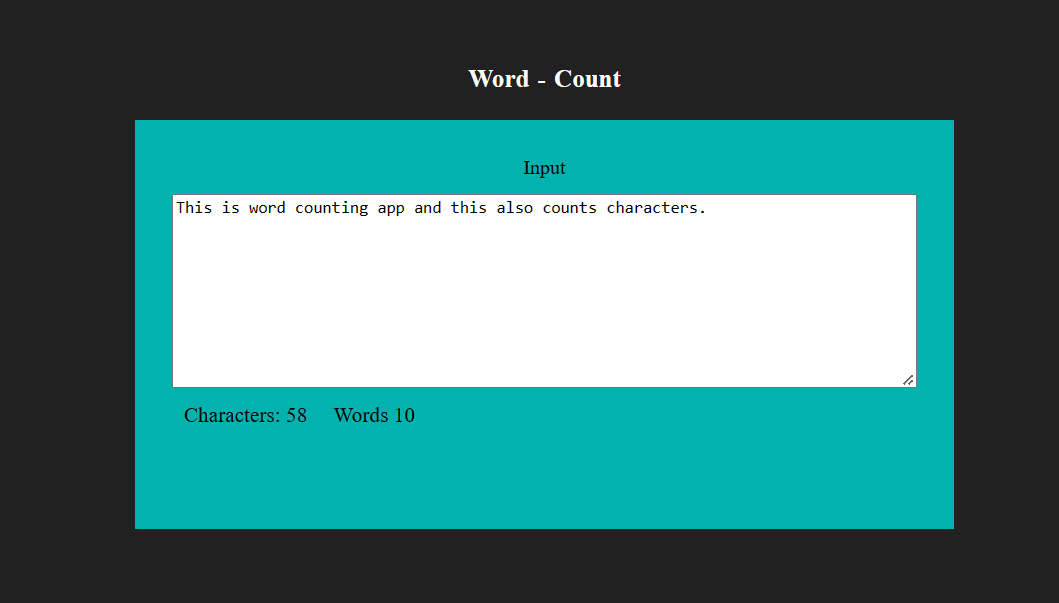 Word - Count
Input
This is word counting app and this also counts characters.
Characters: 58 Words 10